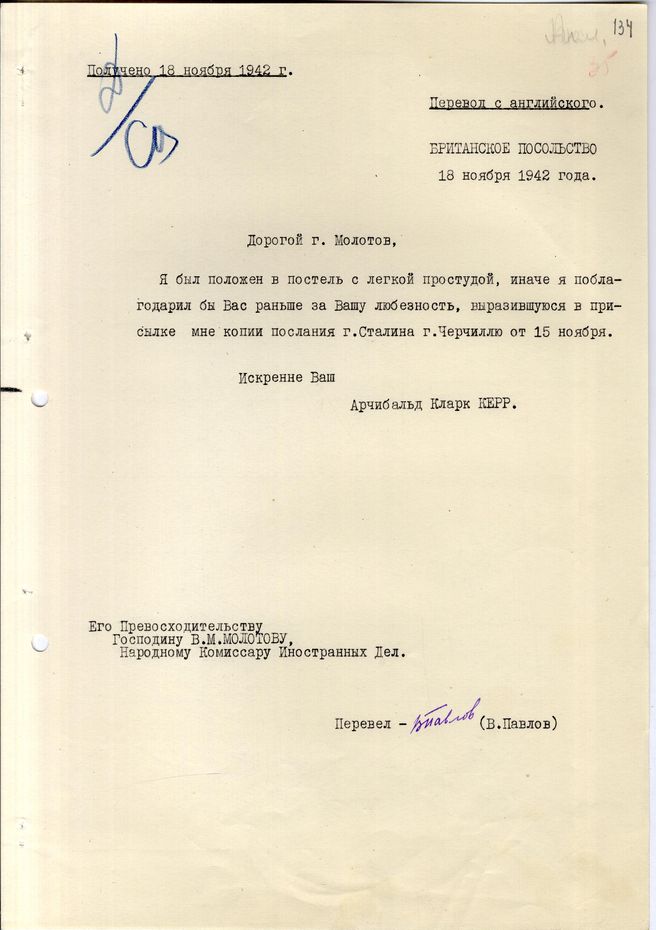 134
Получено 18 ноября 1942 г.
Перевод с английского.
БРИТАНСКОЕ ПОСОЛЬСТВО
18 ноября 1942 года.
Дорогой г. Молотов,
Я был положен в постель с легкой простудой, иначе я побла-
годарил бы Вас раньше за Вашу любезность, выразившуюся в при-
сылке мне копии послания г.Сталина г.Черчиллю от 15 ноября.
Искренне Ваш
Арчибальд Кларк КЕРР.
Его Превосходительству
Господину В.М.МОЛОТОВУ,
Народному Комиссару Иностранных Дел.
Перевел - ВПавлов (В.Павлов)